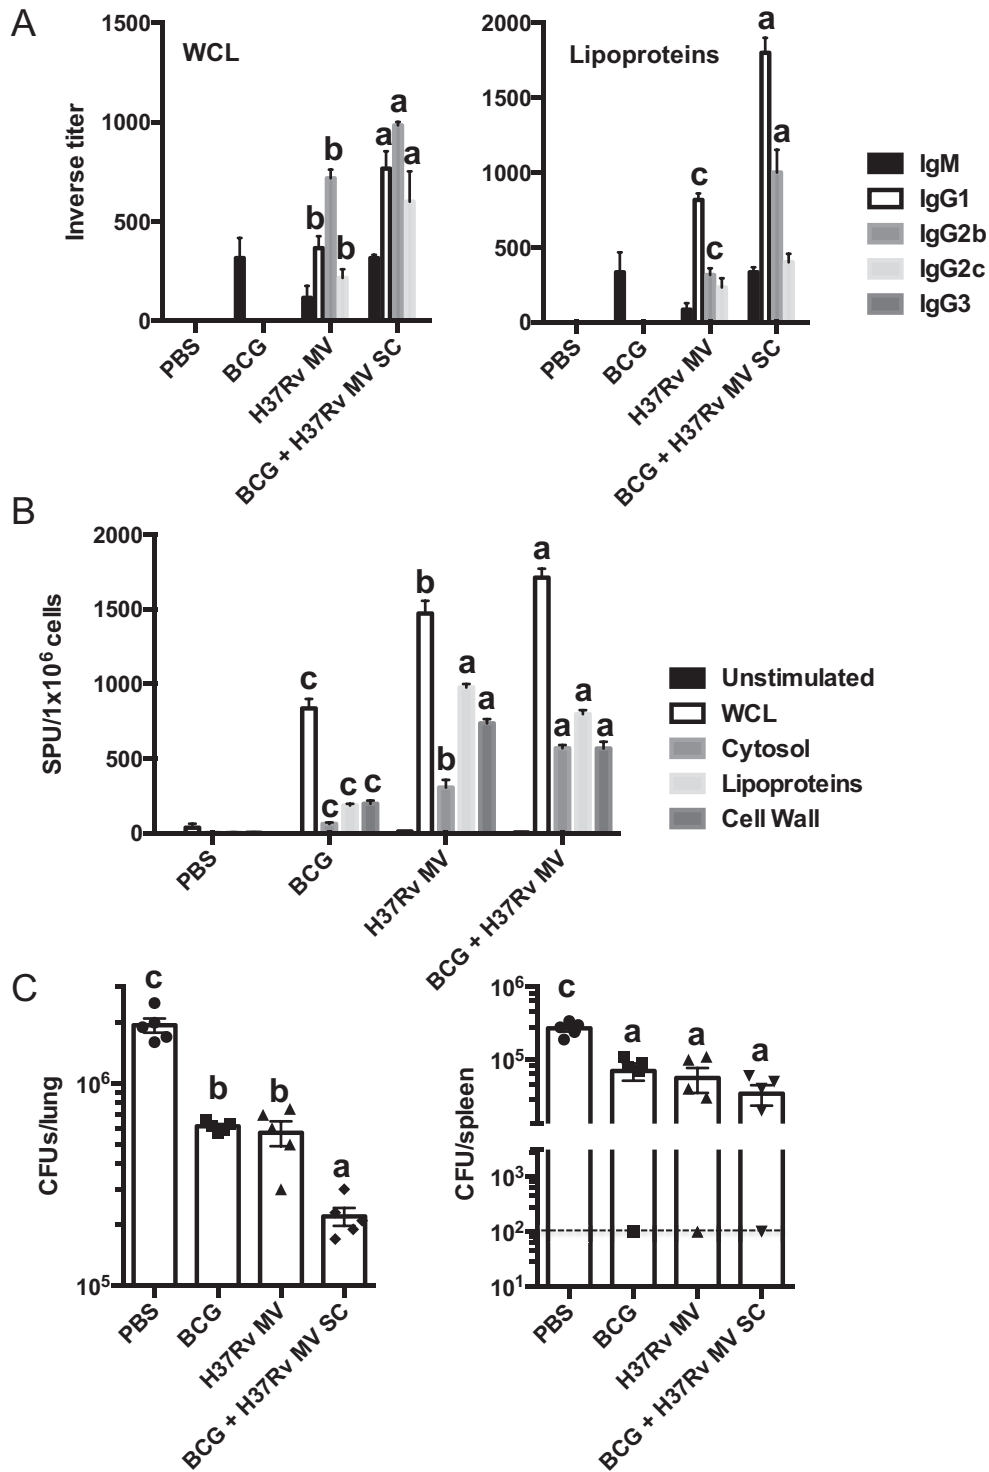 A
WCL
Inverse titer
1500
1000
500
0
PBS
BCG
H37Rv MV
BCG + H37Rv MV SC
b
b
b
a
a
a
Lipoproteins
2000
1500
1000
500
0
PBS
BCG
H37Rv MV
BCG + H37Rv MV SC
c
c
a
a
IgM
IgG1
IgG2b
IgG2c
IgG3
B
SPU/1x10⁶ cells
2000
1500
1000
500
0
PBS
BCG
H37Rv MV
BCG + H37Rv MV
c
c
c
c
b
b
a
a
a
a
a
a
Unstimulated
WCL
Cytosol
Lipoproteins
Cell Wall
C
CFUs/lung
10⁶
10⁵
c
b
b
a
PBS
BCG
H37Rv MV
BCG + H37Rv MV SC
CFU/spleen
10⁶
10⁵
10³
10²
10¹
c
a
a
a
PBS
BCG
H37Rv MV
BCG + H37Rv MV SC